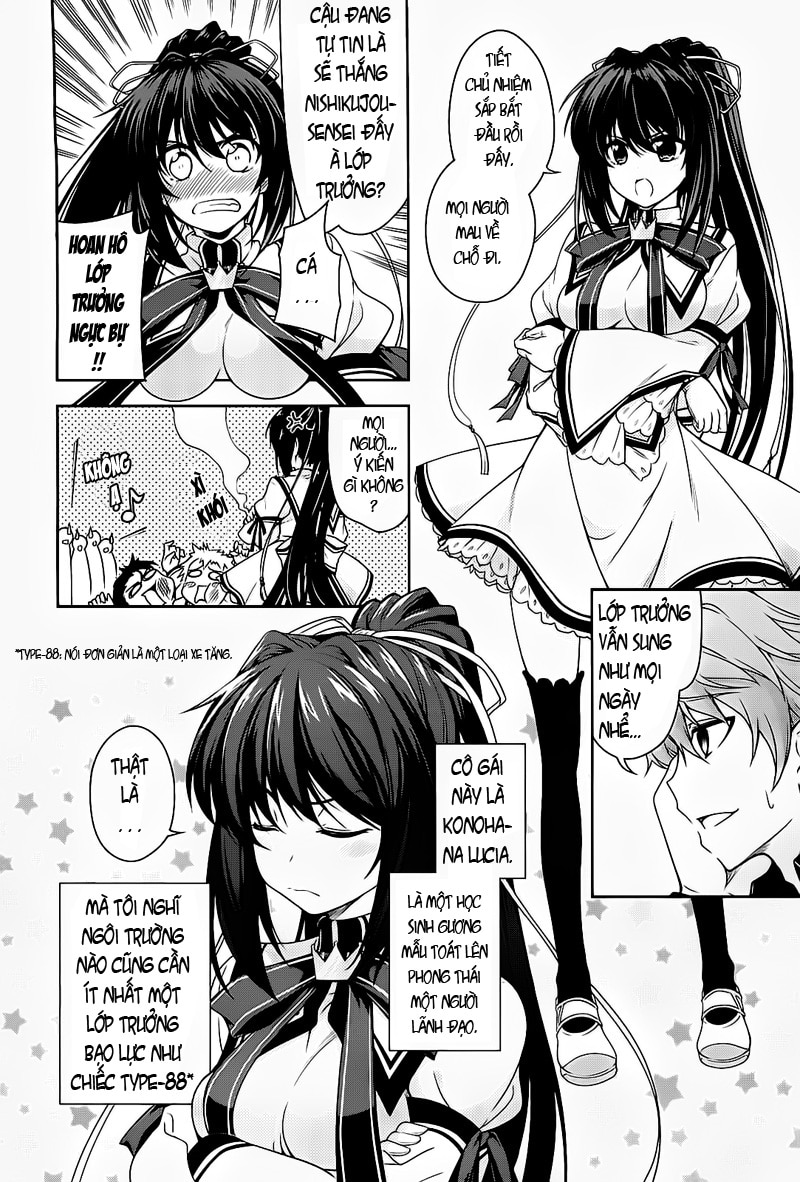 TIẾT
CHỦ NHIỆM
SẮP BẮT
ĐẦU RỒI
ĐẤY.
MỌI NGƯỜI
MAU VỀ
CHỖ ĐI.
CẬU ĐANG
TỰ TIN LÀ
SẼ THẮNG
NISHIKUJOU-
SENSEI ĐẤY
À LỚP
TRƯỞNG?
CÁ
...
HOAN HÔ
LỚP
TRƯỞNG
NGỰC BỰ
!!
MỌI
NGƯỜI...
Ý KIẾN
GÌ KHÔNG?
XÌ
KHÓI
KHÔNG
!
LỚP TRƯỞNG
VẪN SUNG
NHƯ MỌI
NGÀY
NHỂ...
*TYPE-88: NÓI ĐƠN GIẢN LÀ MỘT LOẠI XE TĂNG.
CÔ GÁI
NÀY LÀ
KONOHA-
NA LUCIA.
LÀ MỘT HỌC
SINH GƯƠNG
MẪU TOÁT LÊN
PHONG THÁI
MỘT NGƯỜI
LÃNH ĐẠO.
THẬT
LÀ
...
MÀ TÔI NGHĨ
NGÔI TRƯỜNG
NÀO CŨNG CẦN
ÍT NHẤT MỘT
LỚP TRƯỞNG
BẠO LỰC NHƯ
CHIẾC TYPE-88*